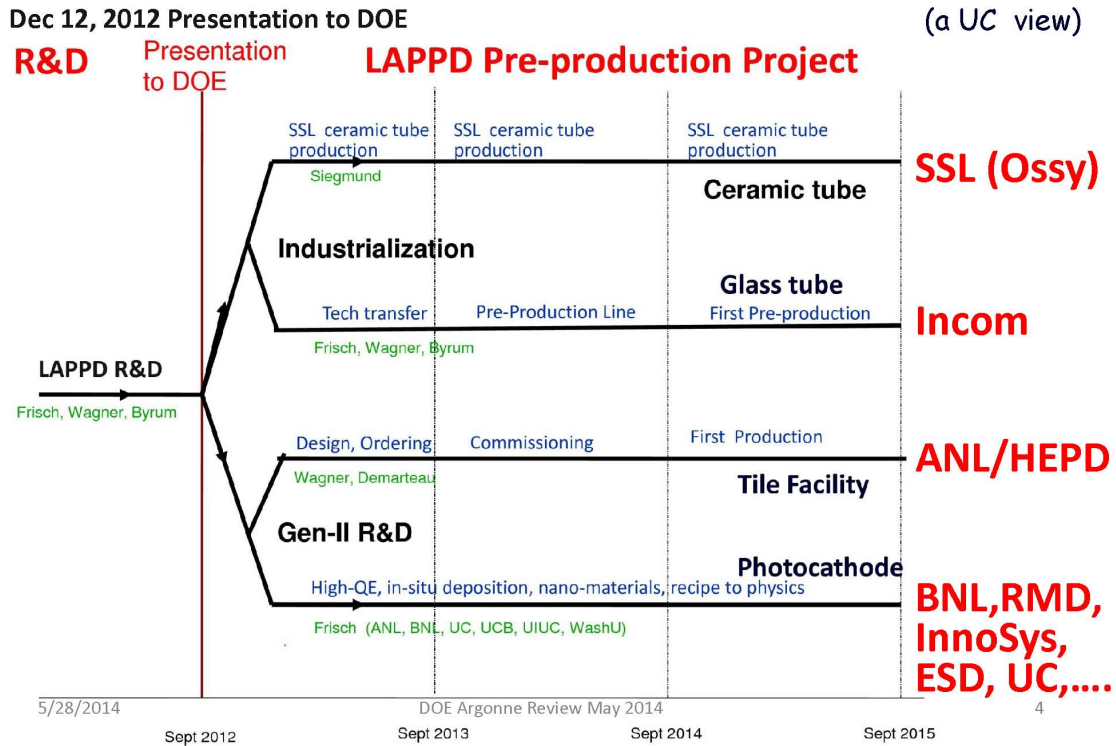 Dec 12, 2012 Presentation to DOE
(a UC view)
R&D
Presentation
to DOE
LAPPD Pre-production Project
SSL ceramic tube
production
SSL ceramic tube
production
SSL ceramic tube
production
SSL (Ossy)
Siegmund
Ceramic tube
Industrialization
Glass tube
Tech transfer
Pre-Production Line
First Pre-production
Incom
Frisch, Wagner, Byrum
LAPPD R&D
Frisch, Wagner, Byrum
Design, Ordering
Commissioning
First Production
ANL/HEPD
Wagner, Demarteau
Tile Facility
Gen-II R&D
Photocathode
High-QE, in-situ deposition, nano-materials, recipe to physics
BNL,RMD,
InnoSys,
ESD, UC,....
Frisch (ANL, BNL, UC, UCB, UIUC, WashU)
5/28/2014
DOE Argonne Review May 2014
4
Sept 2012
Sept 2013
Sept 2014
Sept 2015